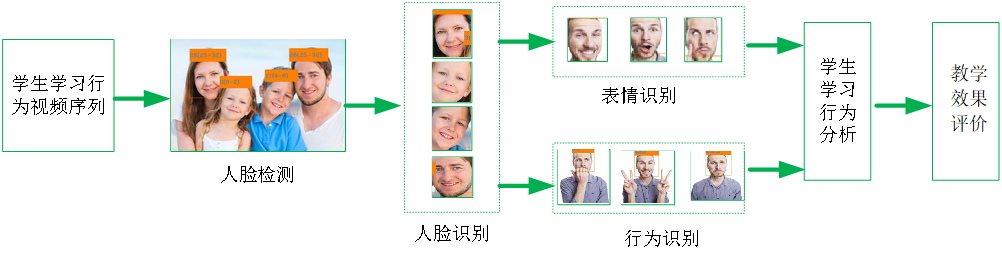 学生学习行
为视频序列
人脸检测
人脸识别
表情识别
行为识别
学生
学习
行为
分析
教学
效果
评价